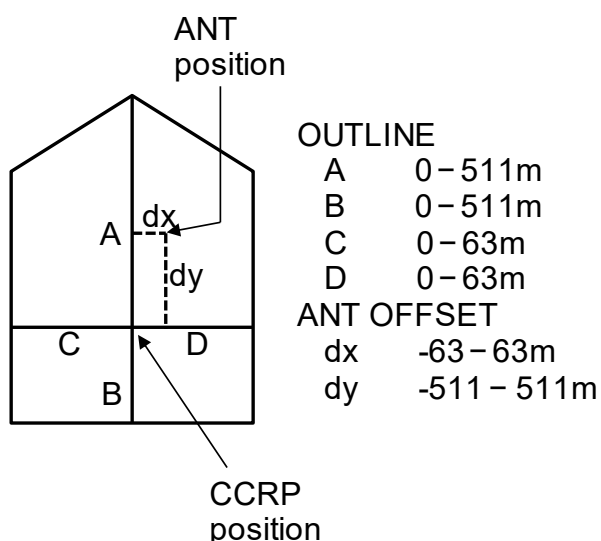 ANT
position
OUTLINE
A 0–511m
B 0–511m
C 0–63m
D 0–63m
ANT OFFSET
dx -63–63m
dy -511–511m
dx
A
dy
C D
B
CCRP
position